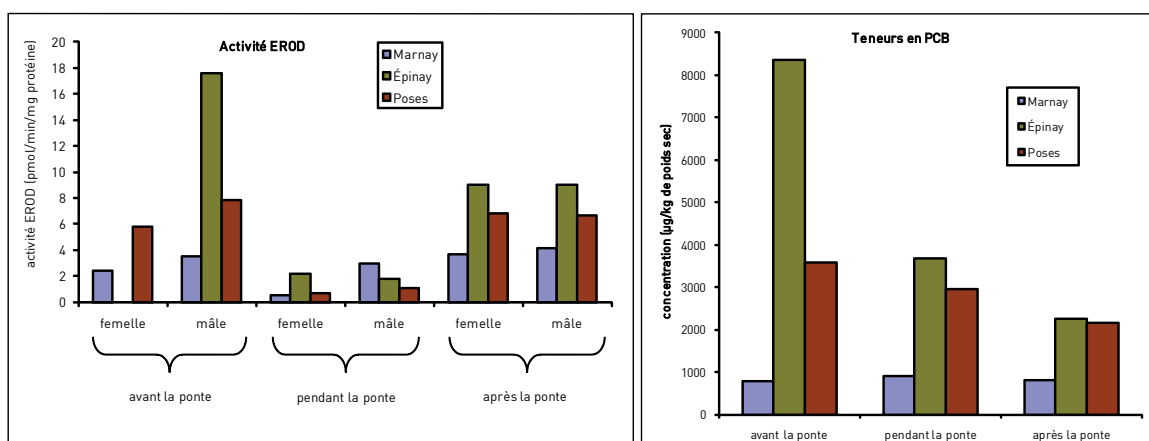 Activité EROD
activité EROD (pmol/min/mg protéine)
20
18
16
14
12
10
8
6
4
2
0
Marnay
Épinay
Poses
femelle
mâle
femelle
mâle
femelle
mâle
avant la ponte
pendant la ponte
après la ponte
Teneurs en PCB
concentration (µg/kg de poids sec)
9000
8000
7000
6000
5000
4000
3000
2000
1000
0
Marnay
Épinay
Poses
avant la ponte
pendant la ponte
après la ponte